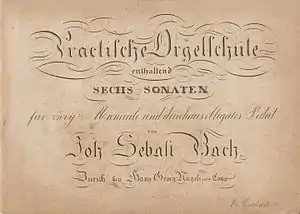 Practische Orgelschule
enthaltend
SECHS SONATEN
für zwey Manuale und durchaus obligates Pedal
von
Joh. Sebast. Bach
Zürich bey Hans Georg Nägeli und Comp.